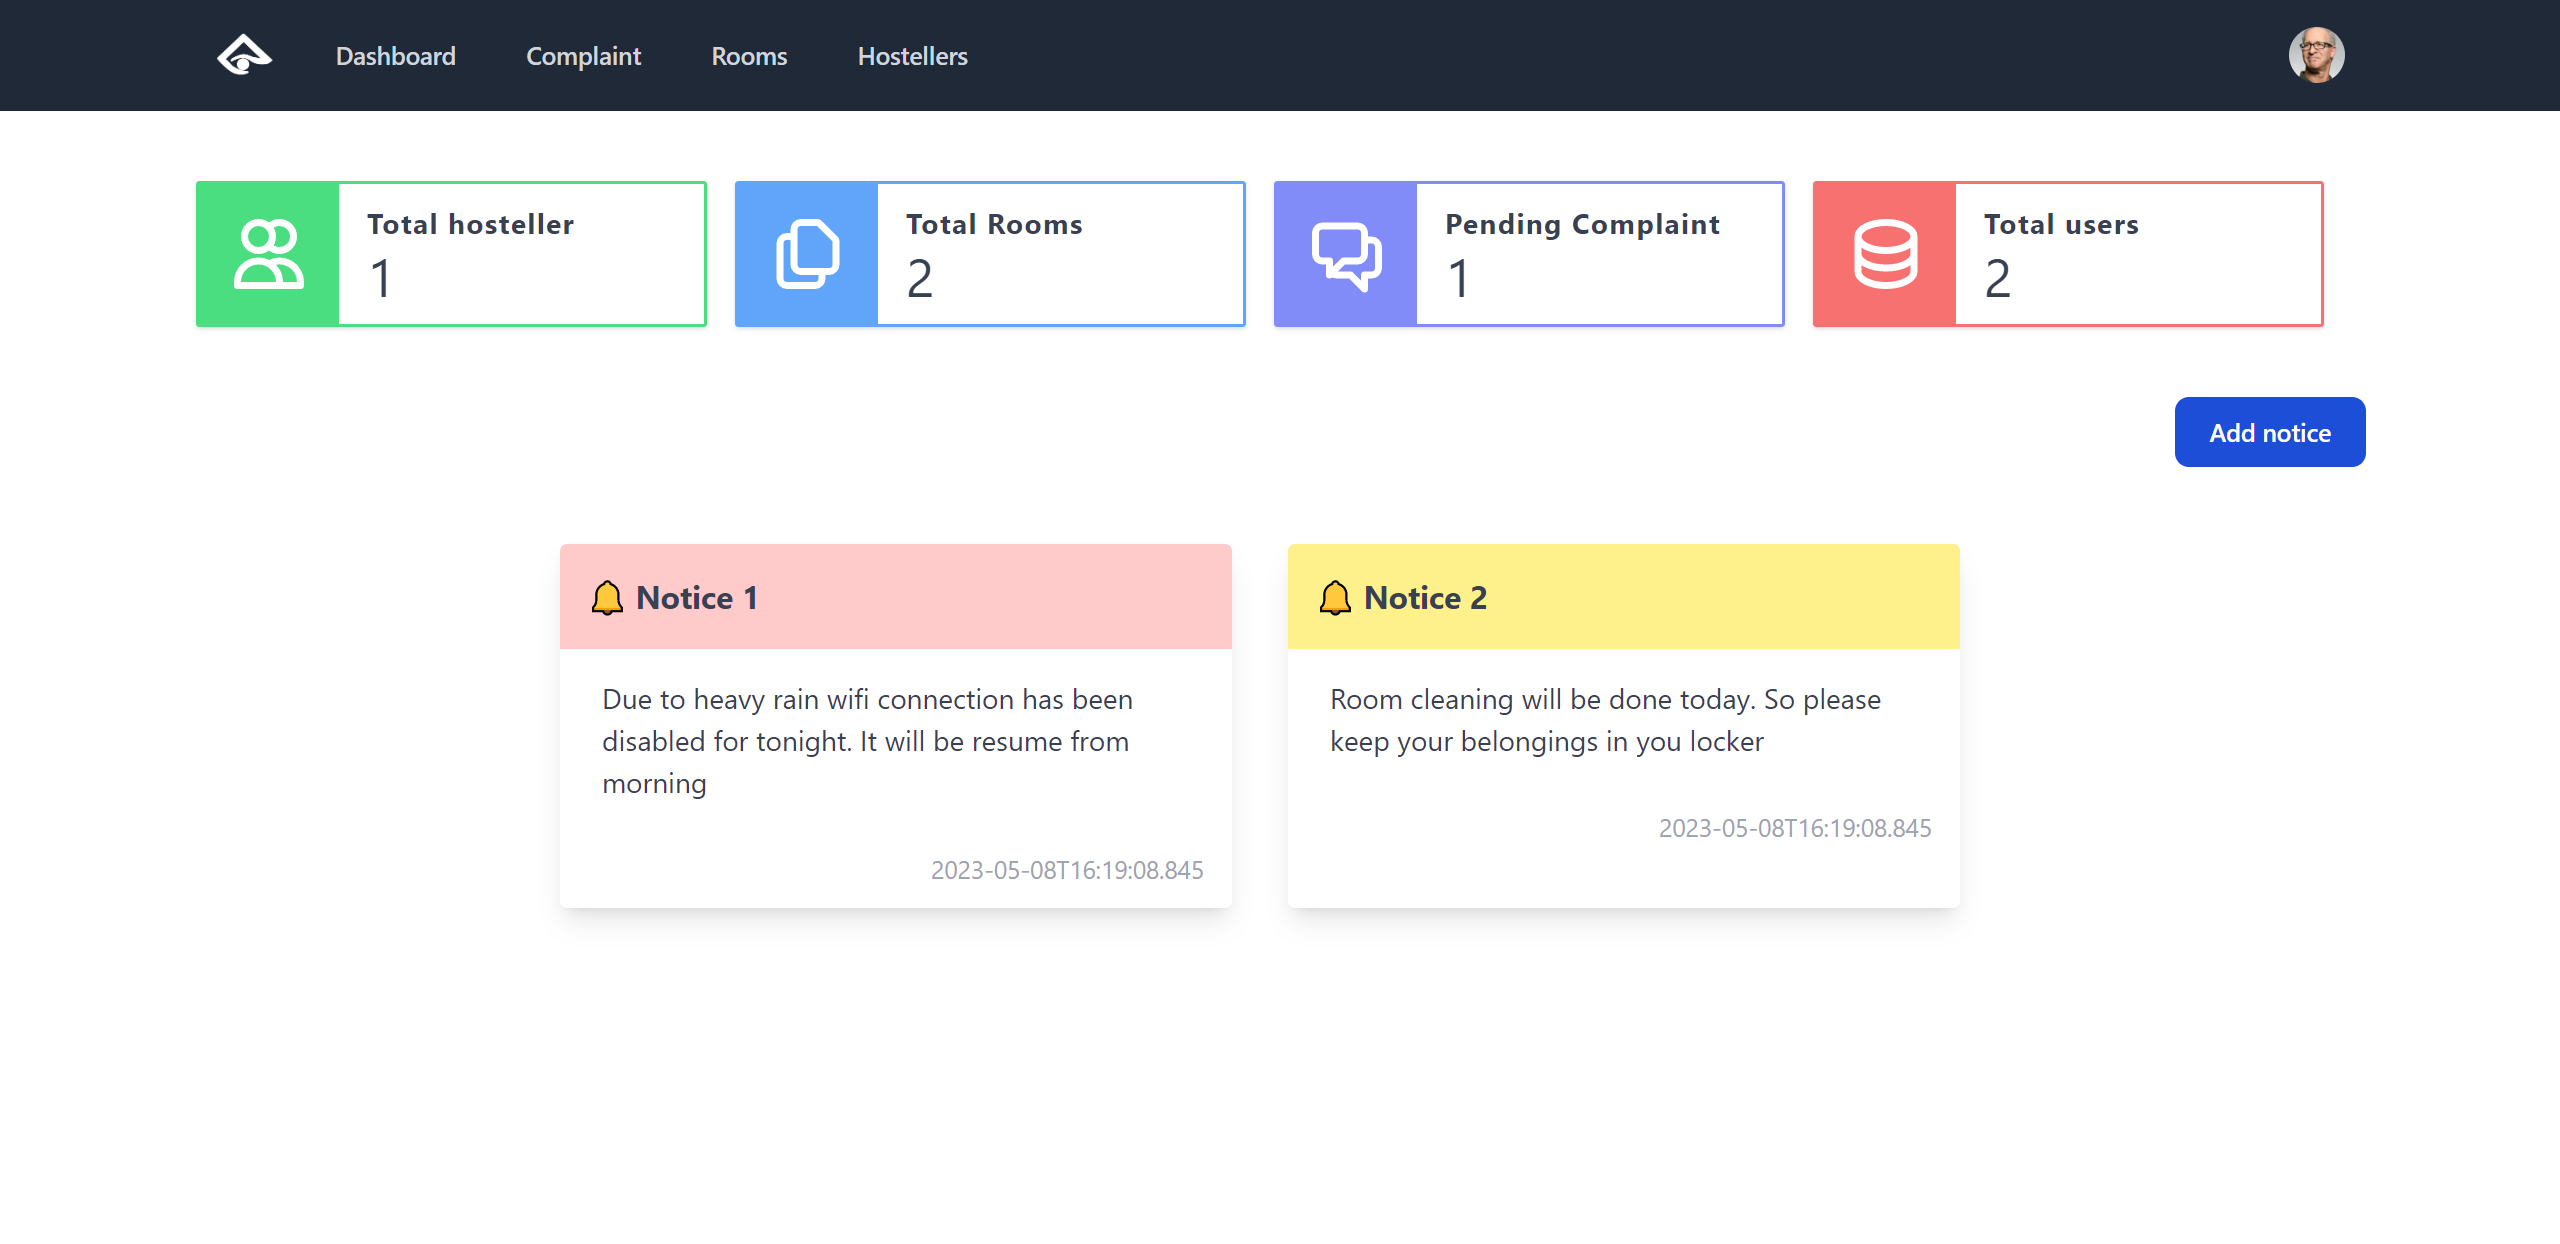 Dashboard
Complaint
Rooms
Hostellers
Total hosteller
1
Total Rooms
2
Pending Complaint
1
Total users
2
Add notice
Notice 1
Due to heavy rain wifi connection has been
disabled for tonight. It will be resume from
morning
2023-05-08T16:19:08.845
Notice 2
Room cleaning will be done today. So please
keep your belongings in you locker
2023-05-08T16:19:08.845